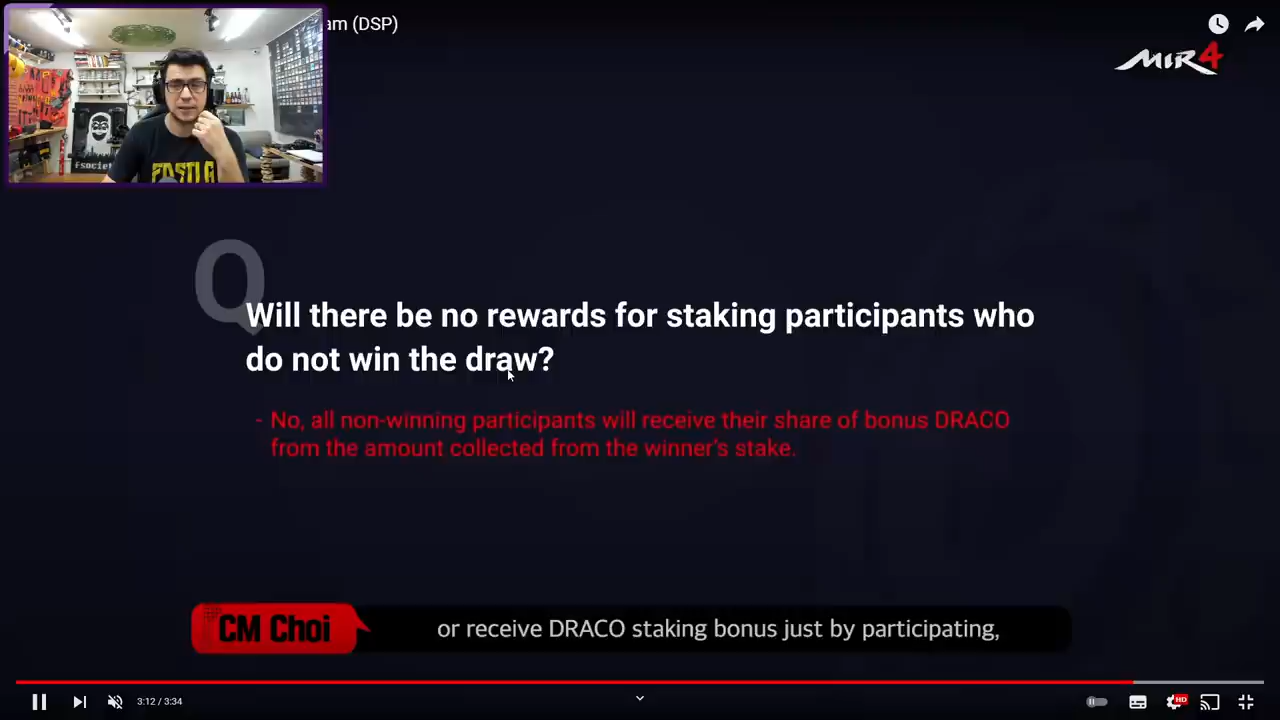 am (DSP)
MIR4
Q
Will there be no rewards for staking participants who
do not win the draw?
- No, all non-winning participants will receive their share of bonus DRACO
from the amount collected from the winner's stake.
CM Choi
or receive DRACO staking bonus just by participating,
3:12 / 3:34
HD
fsociet